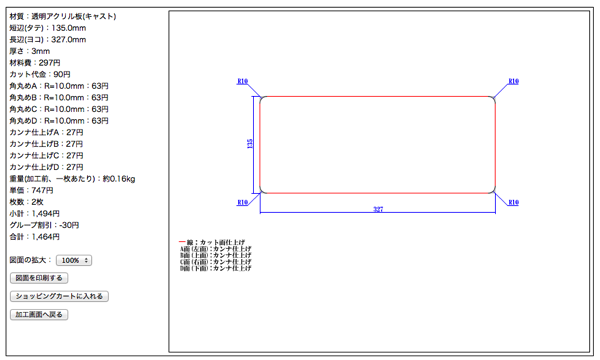 材質：透明アクリル板(キャスト)
短辺(タテ)：135.0mm
長辺(ヨコ)：327.0mm
厚さ：3mm
材料費：297円
カット代金：90円
角丸めA：R=10.0mm：63円
角丸めB：R=10.0mm：63円
角丸めC：R=10.0mm：63円
角丸めD：R=10.0mm：63円
カンナ仕上げA：27円
カンナ仕上げB：27円
カンナ仕上げC：27円
カンナ仕上げD：27円
重量(加工前、一枚あたり)：約0.16kg
単価：747円
枚数：2枚
小計：1,494円
グループ割引：-30円
合計：1,464円
図面の拡大： 100%
図面を印刷する
ショッピングカートに入れる
加工画面へ戻る
R10
R10
135
R10
R10
327
線：カット面仕上げ
A面(左面)：カンナ仕上げ
B面(上面)：カンナ仕上げ
C面(右面)：カンナ仕上げ
D面(下面)：カンナ仕上げ